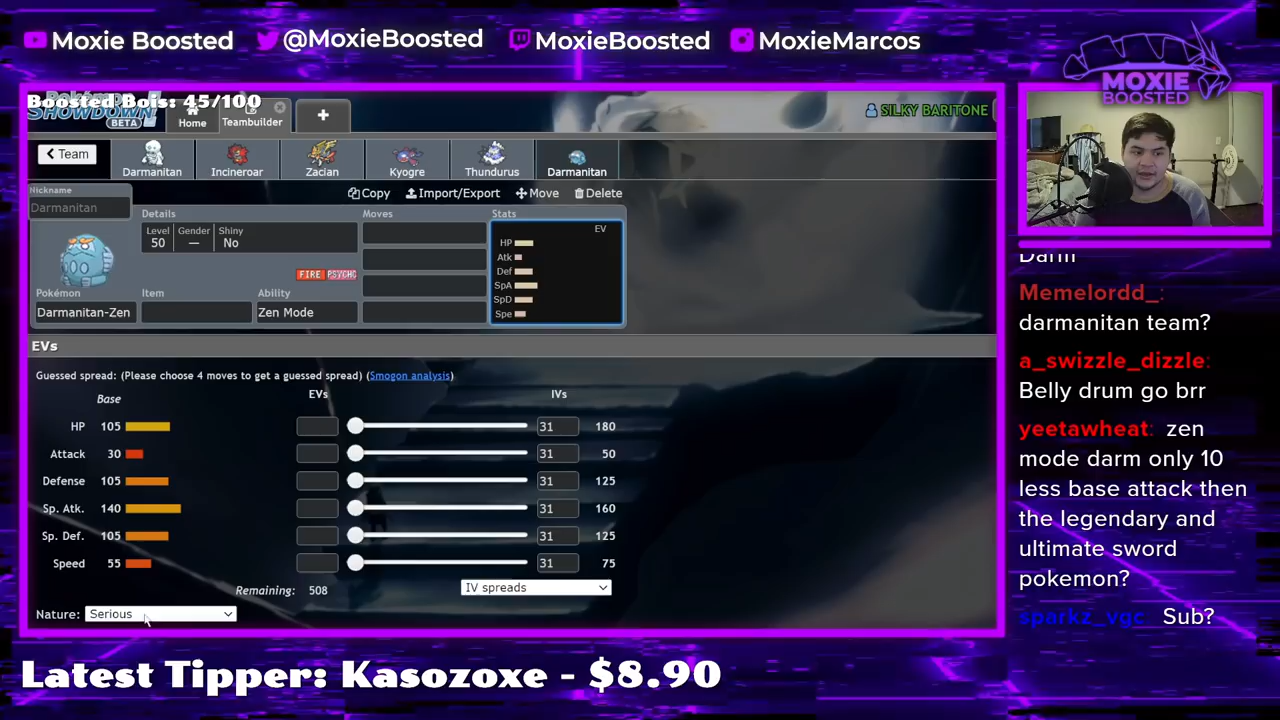 Moxie Boosted @MoxieBoosted MoxieBoosted MoxieMarcos
MOXIE
BOOSTED
Boosted Bois: 45/100
Pokémon
SHOWDOWN
BETA
Home
Teambuilder
+
SILKY BARITONE
Team
Darmanitan Incineroar Zacian Kyogre Thundurus Darmanitan
Copy Import/Export Move Delete
Nickname
Darmanitan
Details
Level Gender Shiny
50 — No
FIRE PSYCHC
Pokémon Item Ability
Darmanitan-Zen Zen Mode
Moves
Stats
EV
HP
Atk
Def
SpA
SpD
Spe
EVs
Guessed spread: (Please choose 4 moves to get a guessed spread) (Smogon analysis)
Base EVs IVs
HP 105 31 180
Attack 30 31 50
Defense 105 31 125
Sp. Atk. 140 31 160
Sp. Def. 105 31 125
Speed 55 31 75
Remaining: 508 IV spreads
Nature: Serious
Darm
Memelordd_:
darmanitan team?
a_swizzle_dizzle:
Belly drum go brr
yeetawheat: zen
mode darm only 10
less base attack then
the legendary and
ultimate sword
pokemon?
sparkz_vgc: Sub?
Latest Tipper: Kasozoxe - $8.90